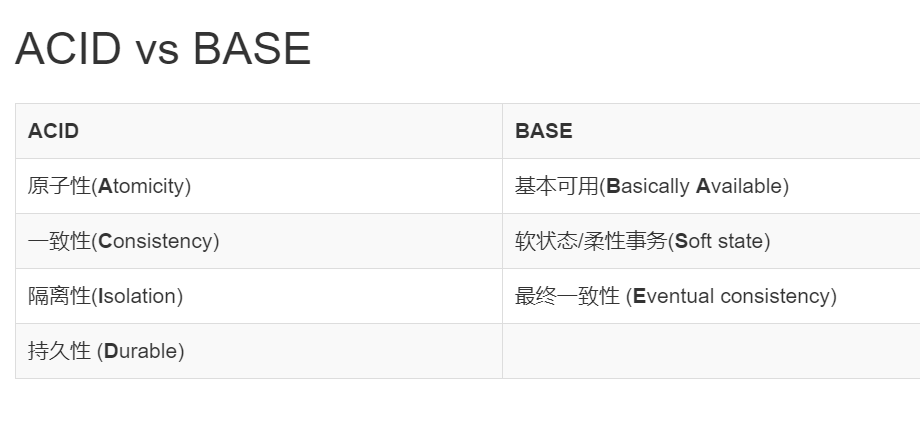 ACID vs BASE
ACID BASE
原子性(Atomicity) 基本可用(Basically Available)
一致性(Consistency) 软状态/柔性事务(Soft state)
隔离性(Isolation) 最终一致性 (Eventual consistency)
持久性 (Durable)